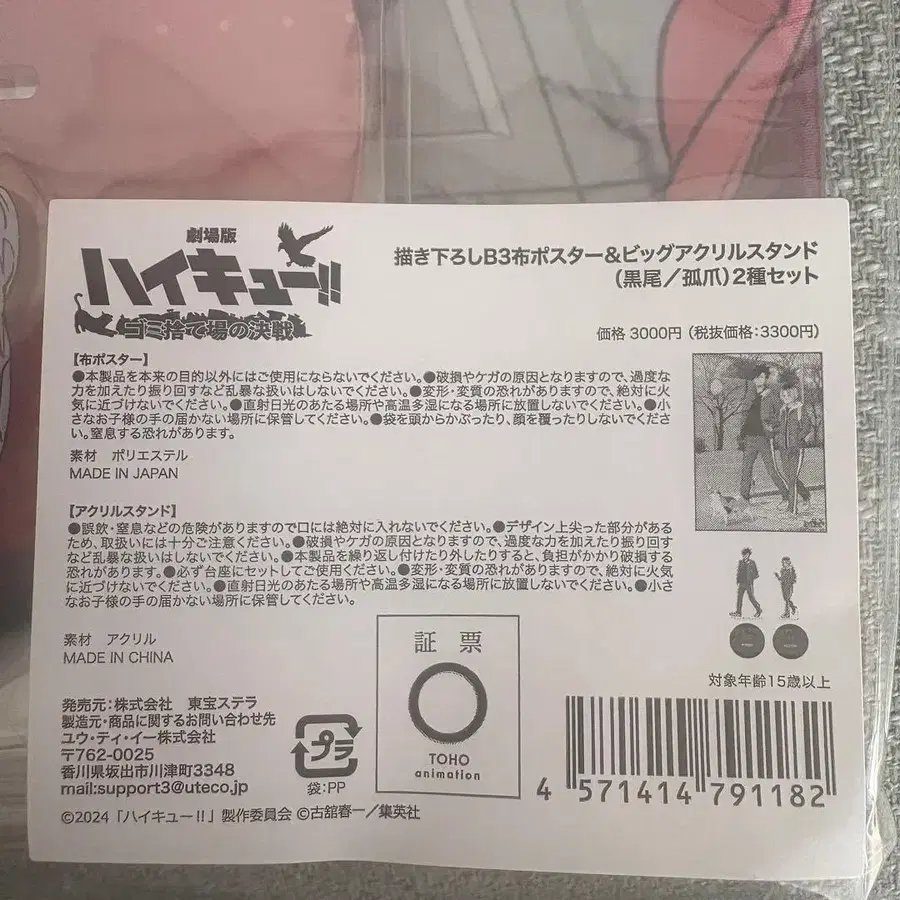 劇場版
ハイキュー!!
ゴミ捨て場の決戦
描き下ろしB3布ポスター&ビッグアクリルスタンド
(黒尾/孤爪)2種セット
価格 3000円 (税抜価格:3300円)
【布ポスター】
●本製品を本来の目的以外にはご使用にならないでください。●破損やケガの原因となりますので、過度な
力を加えたり振り回すなど乱暴な扱いはしないでください。●変形・変質の恐れがありますので、絶対に火
気に近づけないでください。●直射日光のあたる場所や高温多湿になる場所に放置しないでください。●小
さなお子様の手の届かない場所に保管してください。●袋を頭からかぶったり、顔を覆ったりしないでくださ
い。窒息する恐れがあります。
素材 ポリエステル
MADE IN JAPAN
【アクリルスタンド】
●誤飲・窒息などの危険がありますので口には絶対に入れないでください。●デザイン上尖った部分がある
ため、取扱いには十分ご注意ください。●破損やケガの原因となりますので、過度な力を加えたり振り回す
など乱暴な扱いはしないでください。●本製品を繰り返し付けたり外したりすると、負担がかかり破損する
恐れがあります。●必ず台座にセットしてご使用ください。●変形・変質の恐れがありますので、絶対に火気
に近づけないでください。●直射日光のあたる場所や高温多湿になる場所に放置しないでください。●小さ
なお子様の手の届かない場所に保管してください。
素材 アクリル
MADE IN CHINA
対象年齢15歳以上
発売元:株式会社 東宝ステラ
製造元・商品に関するお問い合わせ先
ユウ・ティ・イー株式会社
〒762-0025
香川県坂出市川津町3348
mail:support3@uteco.jp
プラ
袋:PP
証票
TOHO
animation
4 571414 791182
©2024「ハイキュー!!」製作委員会 ©古舘春一/集英社